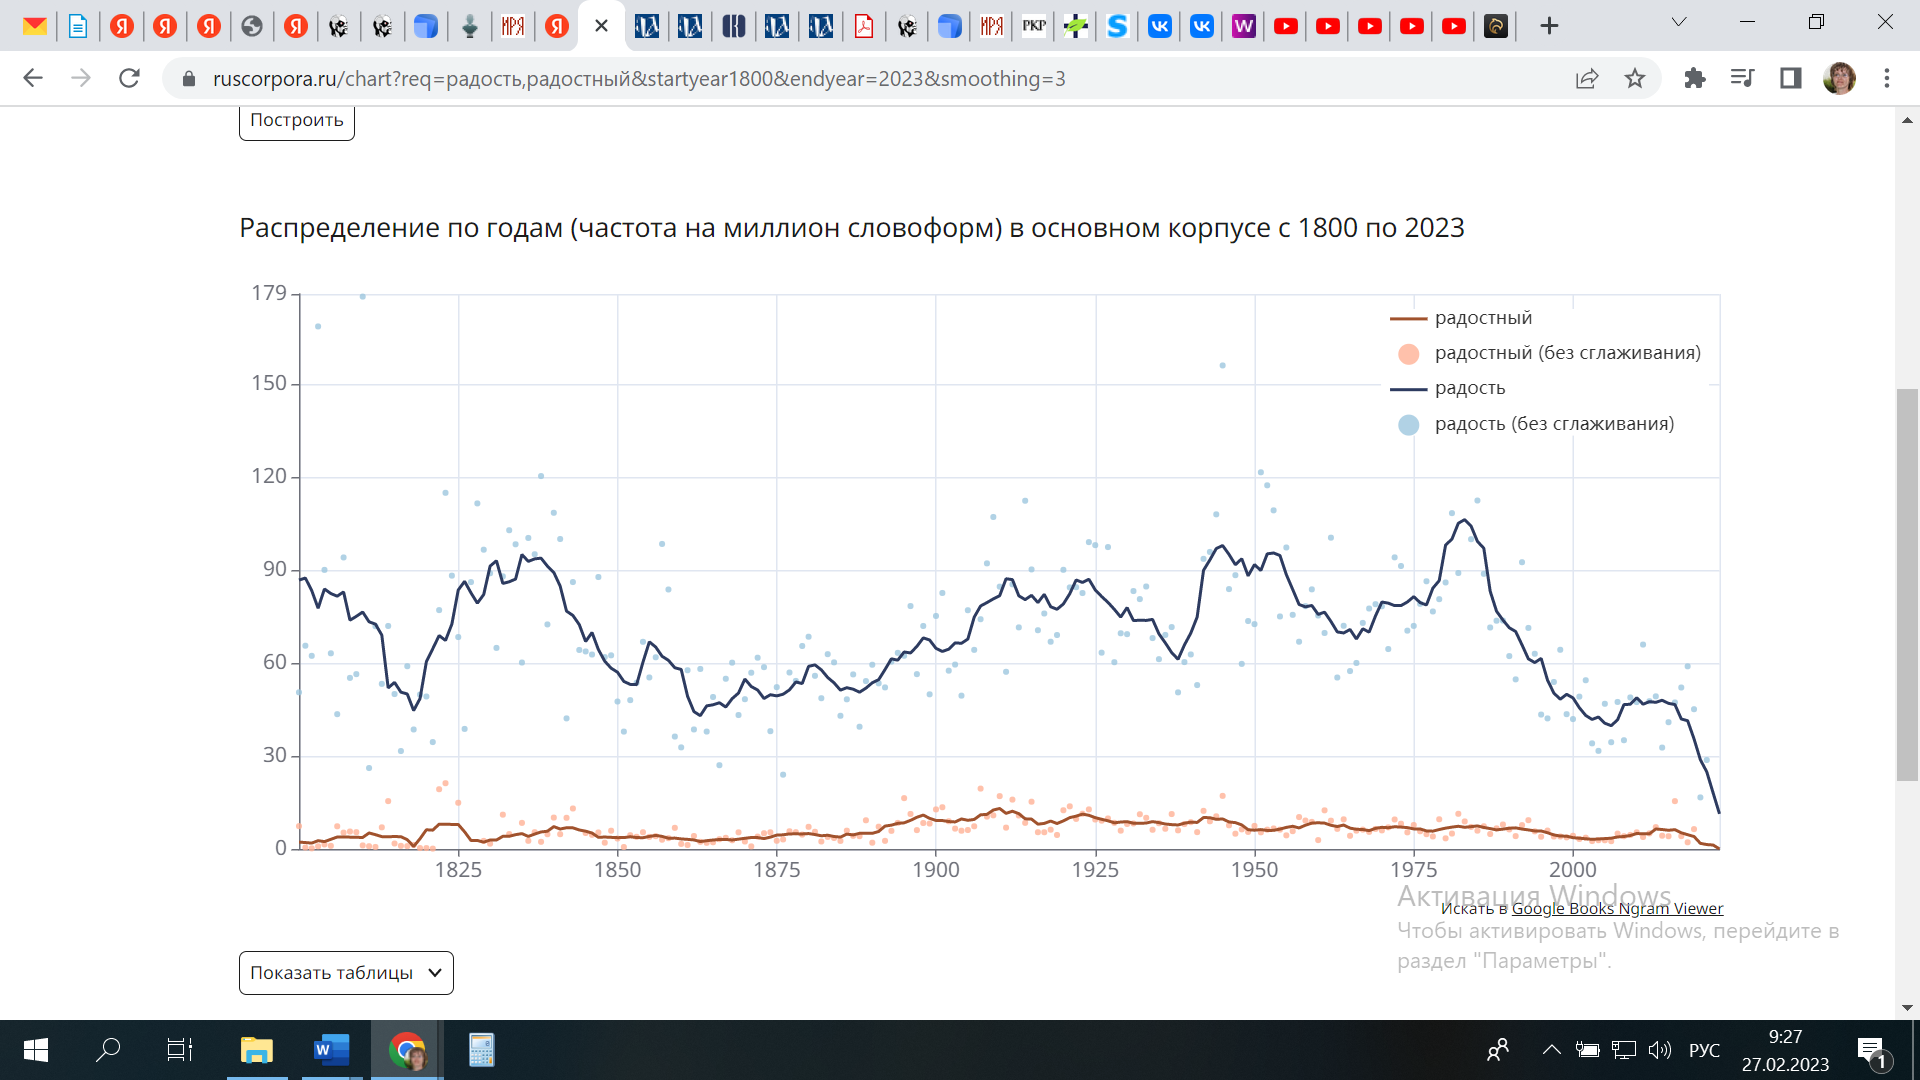 ruscorpora.ru/chart?req=радость,радостный&startyear1800&endyear=2023&smoothing=3
Построить
Распределение по годам (частота на миллион словоформ) в основном корпусе с 1800 по 2023
179
150
120
90
60
30
0
радостный
радостный (без сглаживания)
радость
радость (без сглаживания)
1825 1850 1875 1900 1925 1950 1975 2000
Искать в Google Books Ngram Viewer
Активация Windows
Чтобы активировать Windows, перейдите в
раздел "Параметры".
Показать таблицы
РУС
9:27
27.02.2023
1